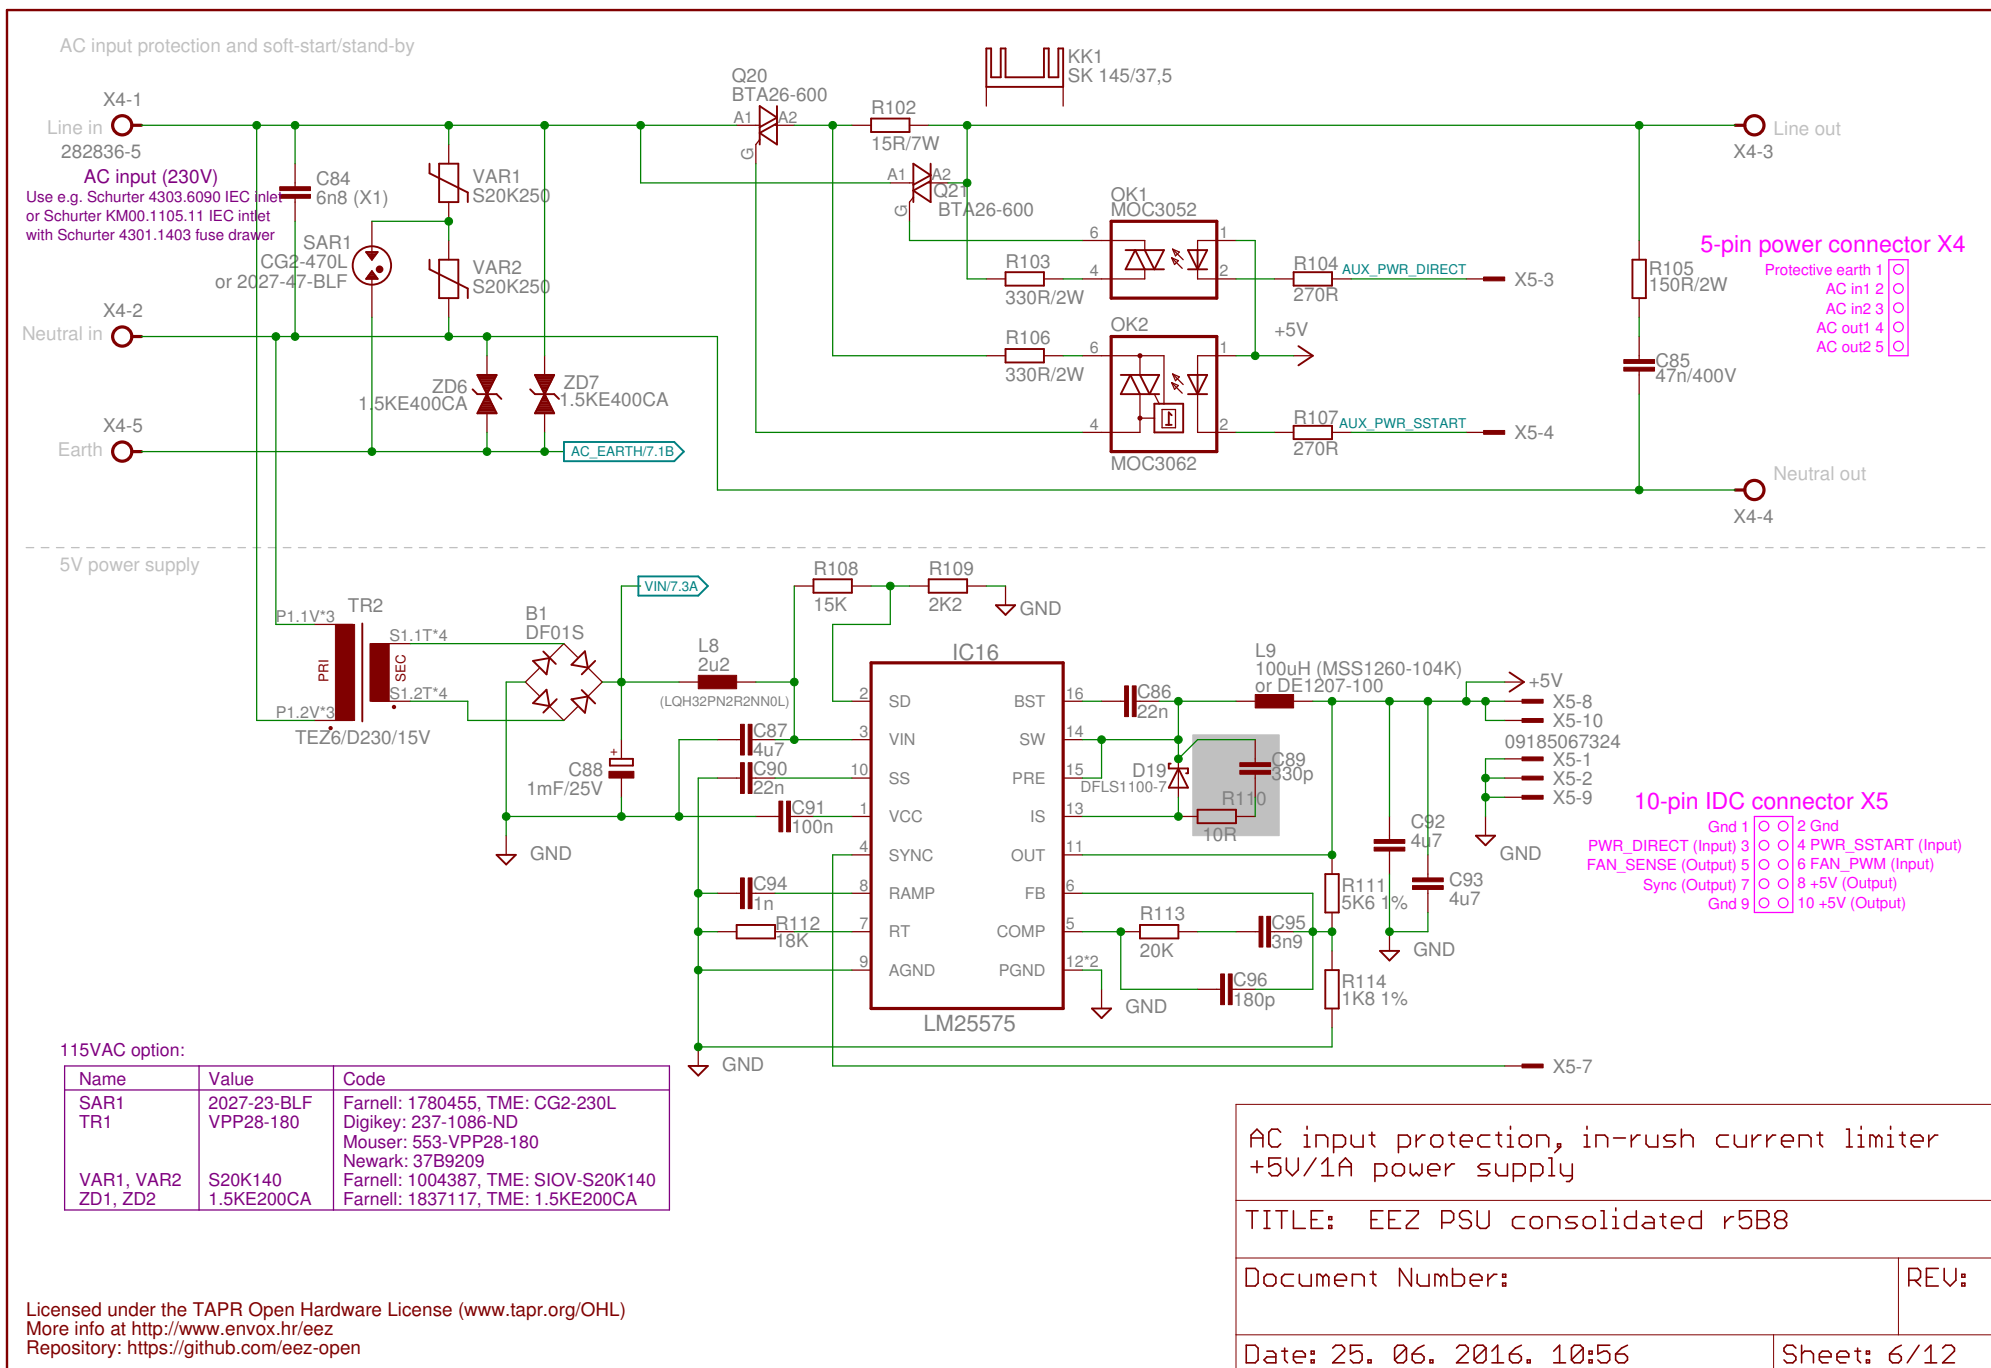 AC input protection and soft-start/stand-by
X4-1
Line in
282836-5
AC input (230V)
Use e.g. Schurter 4303.6090 IEC inlet
or Schurter KM00.1105.11 IEC intlet
with Schurter 4301.1403 fuse drawer
C84
6n8 (X1)
VAR1
S20K250
SAR1
CG2-470L
or 2027-47-BLF
VAR2
S20K250
X4-2
Neutral in
ZD6
1.5KE400CA
ZD7
1.5KE400CA
X4-5
Earth
AC_EARTH/7.1B
Q20
BTA26-600
A1
A2
G
R102
15R/7W
KK1
SK 145/37,5
A1
A2
G
Q21
BTA26-600
OK1
MOC3052
6
4
1
2
R103
330R/2W
R104
270R
AUX_PWR_DIRECT
X5-3
R106
330R/2W
OK2
6
4
1
2
1
MOC3062
+5V
R107
270R
AUX_PWR_SSTART
X5-4
Line out
X4-3
R105
150R/2W
C85
47n/400V
Neutral out
X4-4
5-pin power connector X4
Protective earth 1
AC in1 2
AC in2 3
AC out1 4
AC out2 5
5V power supply
TR2
P1.1V*3
P1.2V*3
PRI
SEC
S1.1T*4
S1.2T*4
TEZ6/D230/15V
B1
DF01S
VIN/7.3A
L8
2u2
(LQH32PN2R2NN0L)
R108
15K
R109
2K2
GND
C88
1mF/25V
+
GND
C87
4u7
C90
22n
C91
100n
C94
1n
R112
18K
GND
IC16
2 SD
3 VIN
10 SS
1 VCC
4 SYNC
8 RAMP
7 RT
9 AGND
BST 16
SW 14
PRE 15
IS 13
OUT 11
FB 6
COMP 5
PGND 12*2
LM25575
C86
22n
L9
100uH (MSS1260-104K)
or DE1207-100
D19
DFLS1100-7
C89
330p
R110
10R
R111
5K6 1%
C92
4u7
C93
4u7
GND
R113
20K
C95
3n9
C96
180p
R114
1K8 1%
GND
+5V
X5-8
X5-10
09185067324
X5-1
X5-2
X5-9
GND
X5-7
10-pin IDC connector X5
Gnd 1 2 Gnd
PWR_DIRECT (Input) 3 4 PWR_SSTART (Input)
FAN_SENSE (Output) 5 6 FAN_PWM (Input)
Sync (Output) 7 8 +5V (Output)
Gnd 9 10 +5V (Output)
115VAC option:
Name Value Code
SAR1 2027-23-BLF Farnell: 1780455, TME: CG2-230L
TR1 VPP28-180 Digikey: 237-1086-ND
Mouser: 553-VPP28-180
Newark: 37B9209
VAR1, VAR2 S20K140 Farnell: 1004387, TME: SIOV-S20K140
ZD1, ZD2 1.5KE200CA Farnell: 1837117, TME: 1.5KE200CA
AC input protection, in-rush current limiter
+5V/1A power supply
TITLE: EEZ PSU consolidated r5B8
Document Number:
REV:
Date: 25. 06. 2016. 10:56
Sheet: 6/12
Licensed under the TAPR Open Hardware License (www.tapr.org/OHL)
More info at http://www.envox.hr/eez
Repository: https://github.com/eez-open